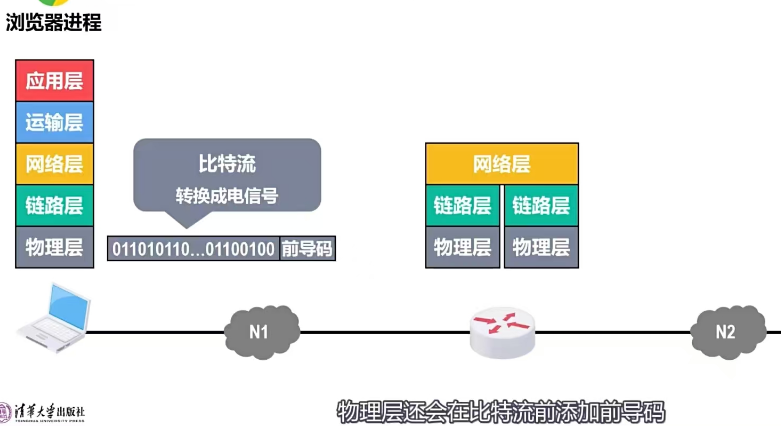 浏览器进程
应用层
运输层
网络层
链路层
物理层
比特流
转换成电信号
011010110...01100100 前导码
网络层
链路层 链路层
物理层 物理层
N1
N2
清华大学出版社
TSINGHUA UNIVERSITY PRESS
物理层还会在比特流前添加前导码